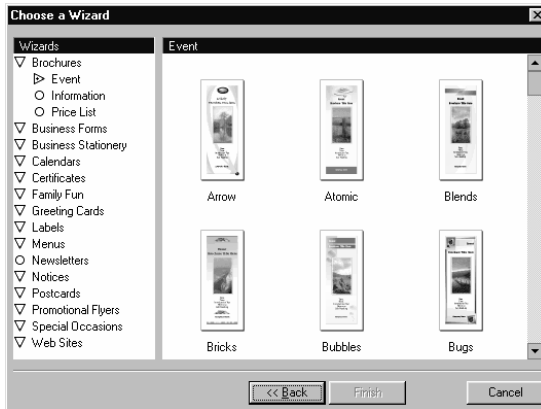 Choose a Wizard
Wizards
Brochures
Event
Information
Price List
Business Forms
Business Stationery
Calendars
Certificates
Family Fun
Greeting Cards
Labels
Menus
Newsletters
Notices
Postcards
Promotional Flyers
Special Occasions
Web Sites
Event
Arrow
Atomic
Blends
Bricks
Bubbles
Bugs
<< Back
Finish
Cancel